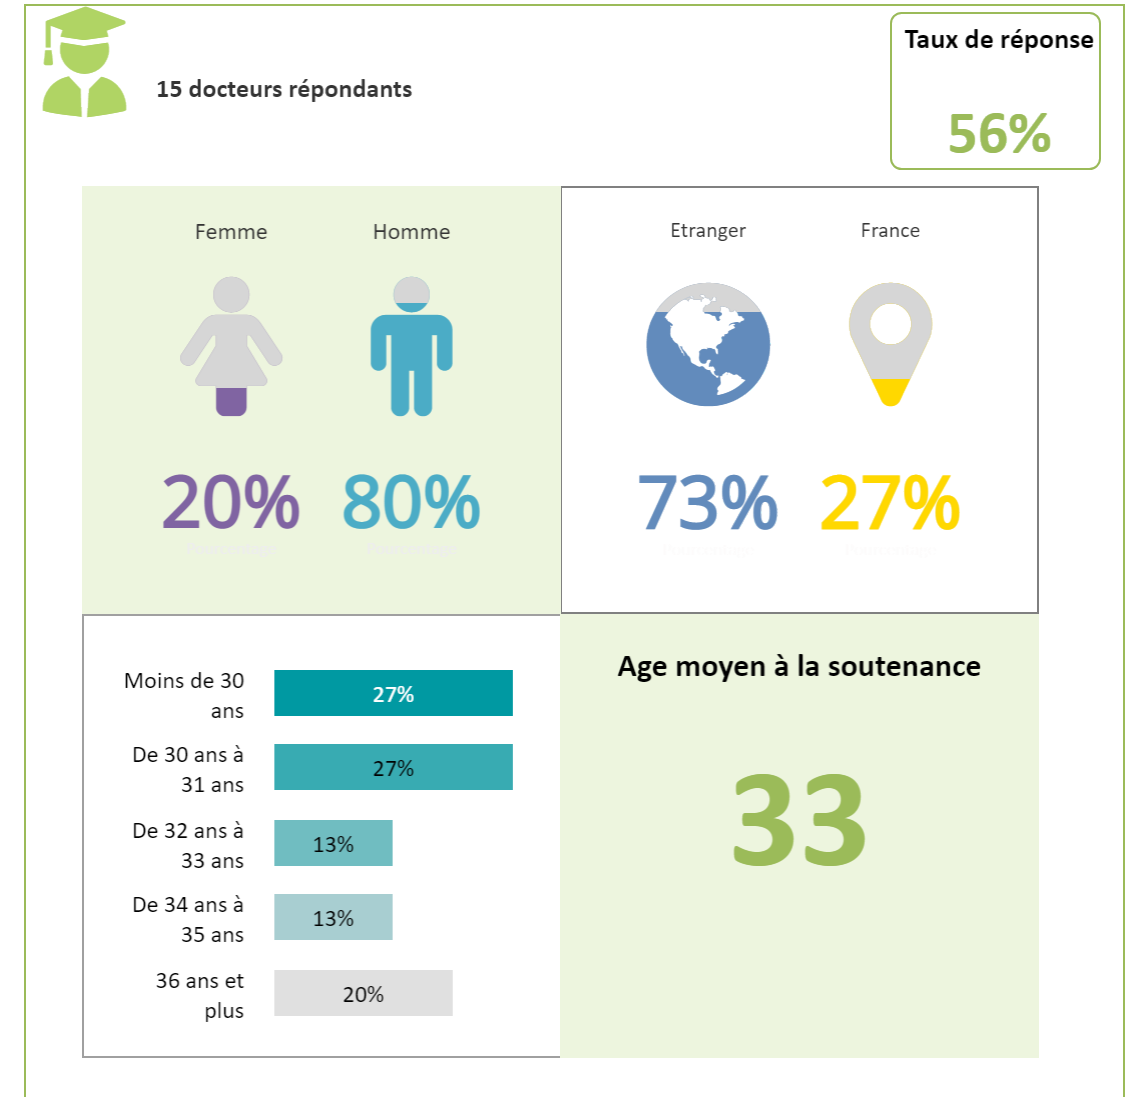 Taux de réponse
15 docteurs répondants
56%
Femme
Homme
20%
80%
Etranger
France
73%
27%
Moins de 30
ans
27%
De 30 ans à
31 ans
27%
De 32 ans à
33 ans
13%
De 34 ans à
35 ans
13%
36 ans et
plus
20%
Age moyen à la soutenance
33